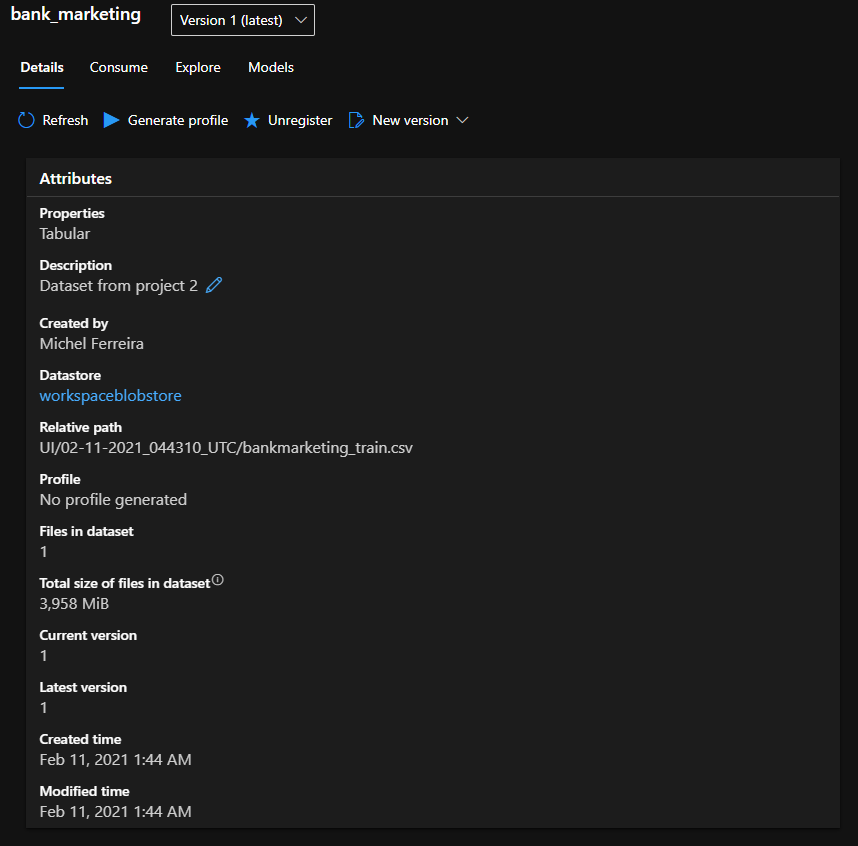 bank_marketing
Version 1 (latest)
Details Consume Explore Models
Refresh Generate profile Unregister New version
Attributes
Properties
Tabular
Description
Dataset from project 2
Created by
Michel Ferreira
Datastore
workspaceblobstore
Relative path
UI/02-11-2021_044310_UTC/bankmarketing_train.csv
Profile
No profile generated
Files in dataset
1
Total size of files in dataset
3,958 MiB
Current version
1
Latest version
1
Created time
Feb 11, 2021 1:44 AM
Modified time
Feb 11, 2021 1:44 AM